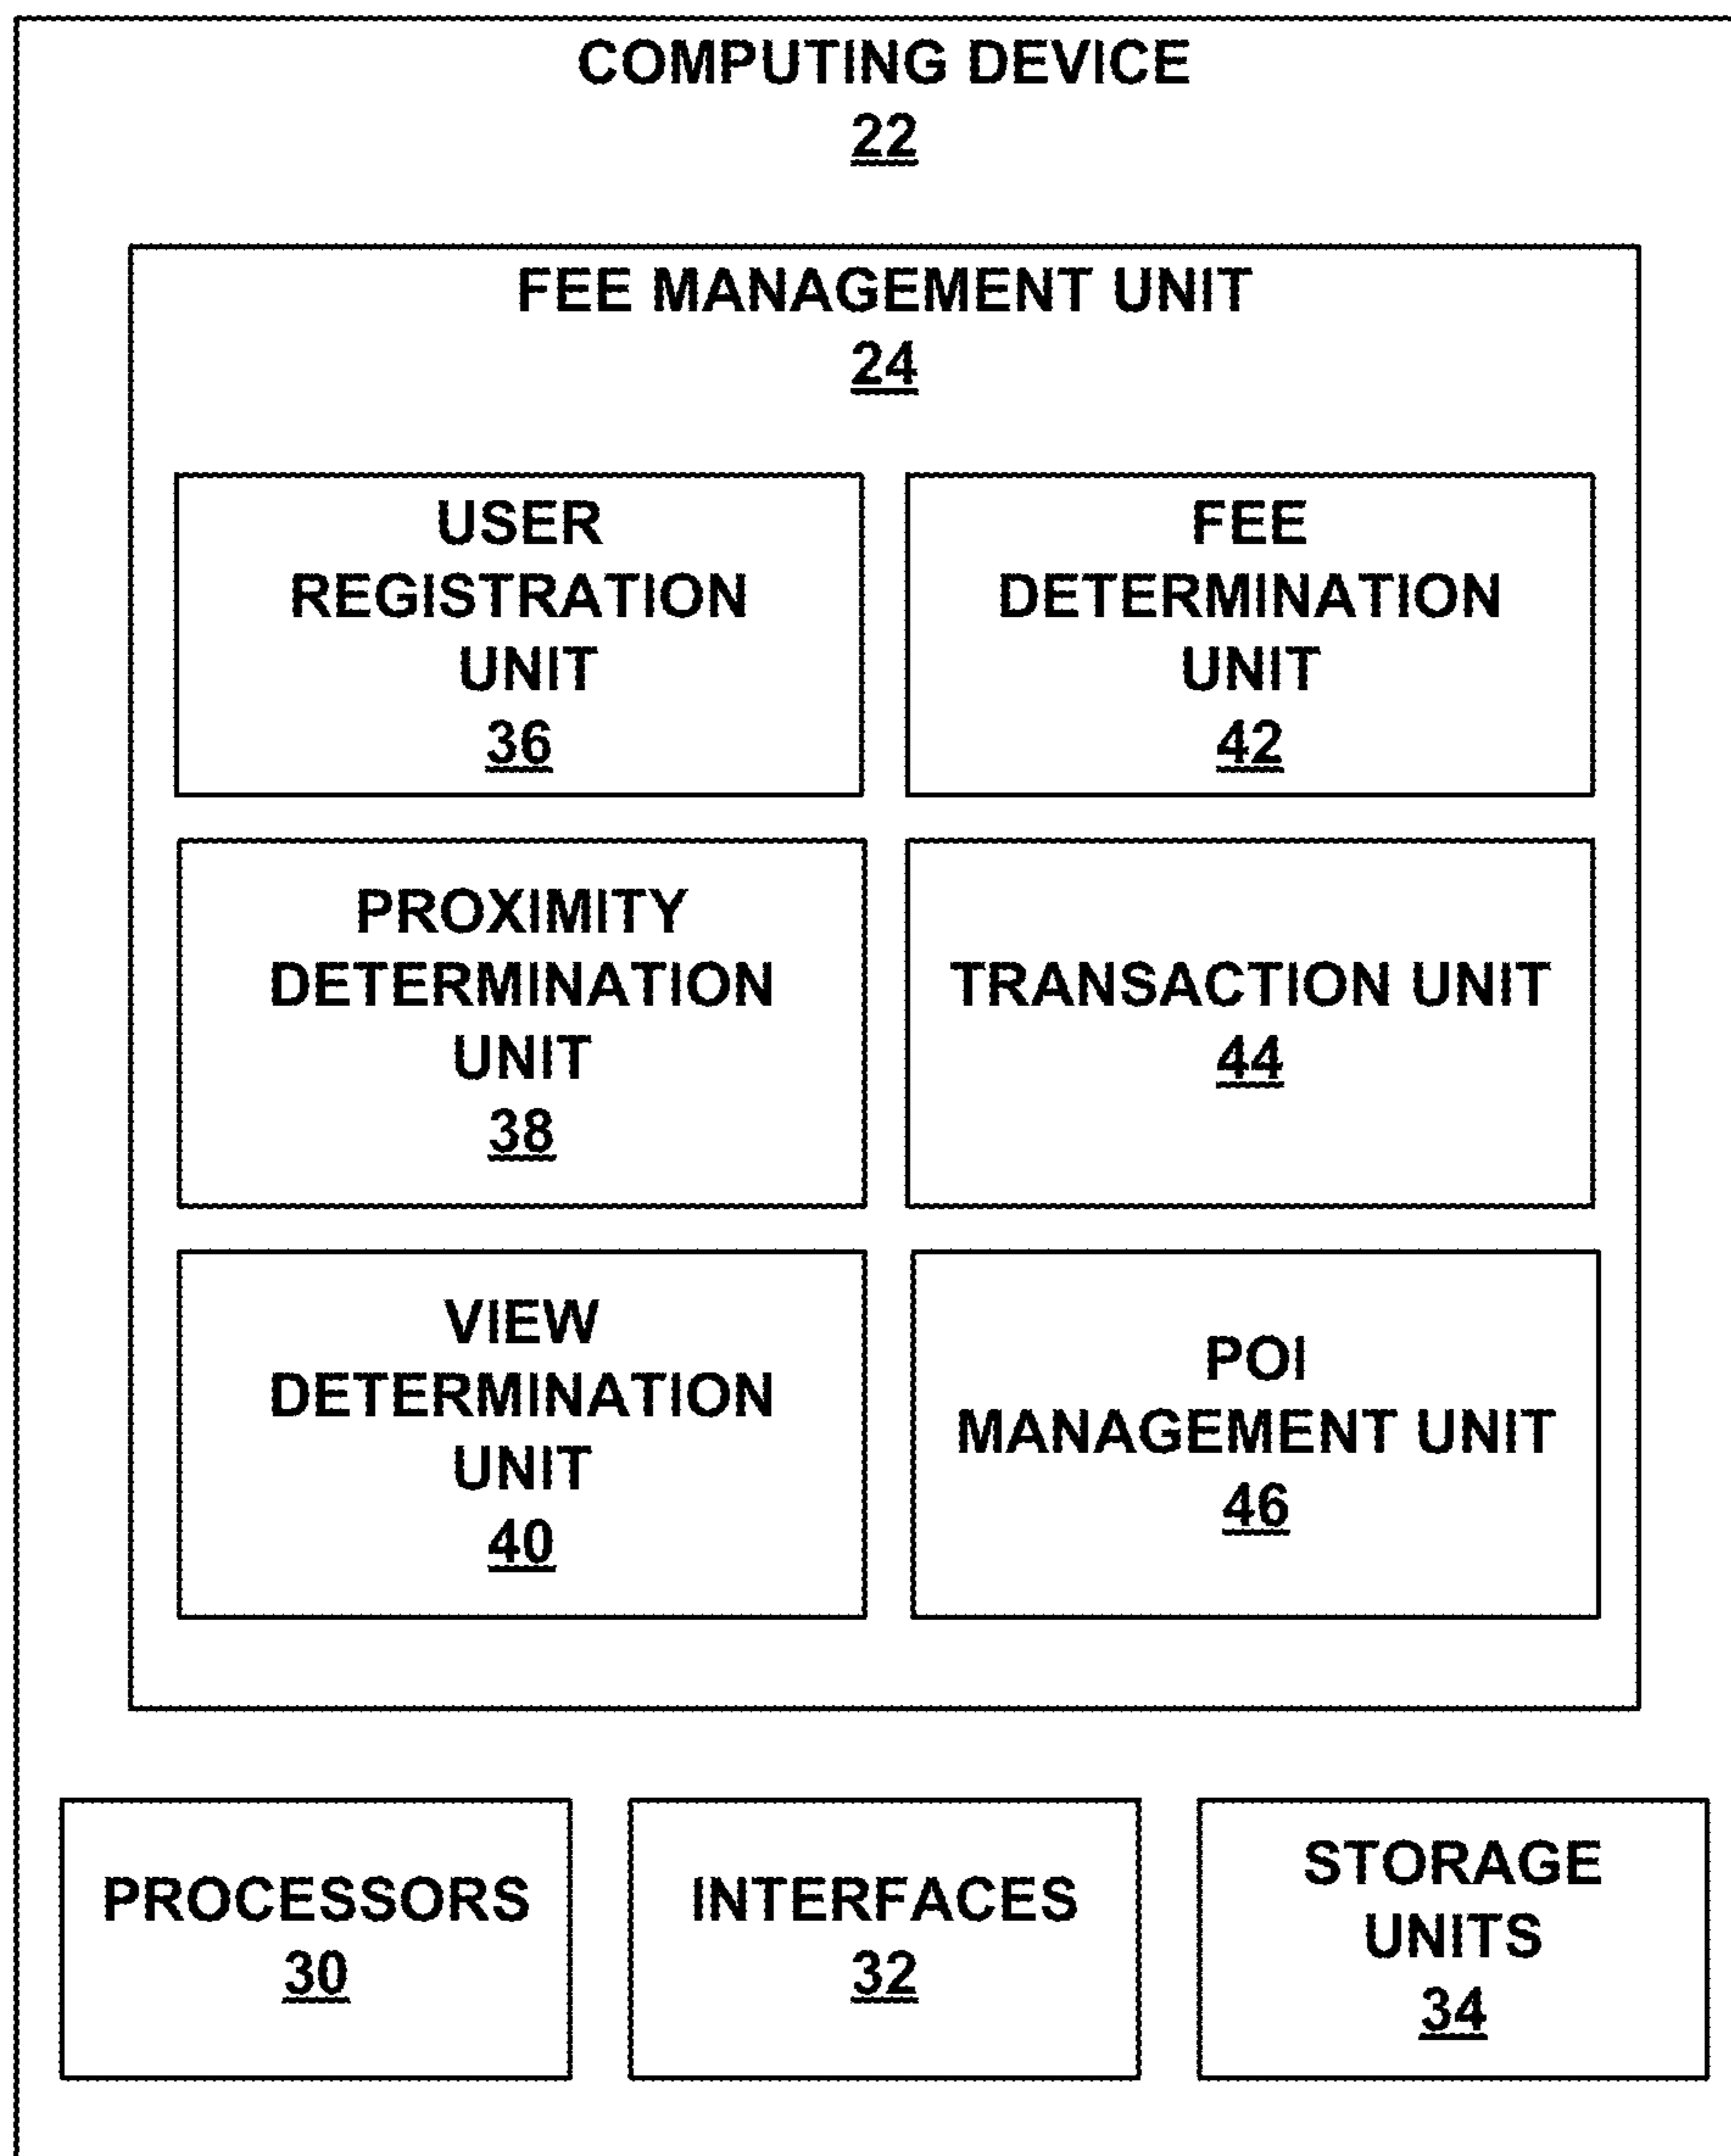 COMPUTING DEVICE
22
FEE MANAGEMENT UNIT
24
USER
REGISTRATION
UNIT
36
FEE
DETERMINATION
UNIT
42
PROXIMITY
DETERMINATION
UNIT
38
TRANSACTION UNIT
44
VIEW
DETERMINATION
UNIT
40
POI
MANAGEMENT UNIT
46
PROCESSORS
30
INTERFACES
32
STORAGE
UNITS
34